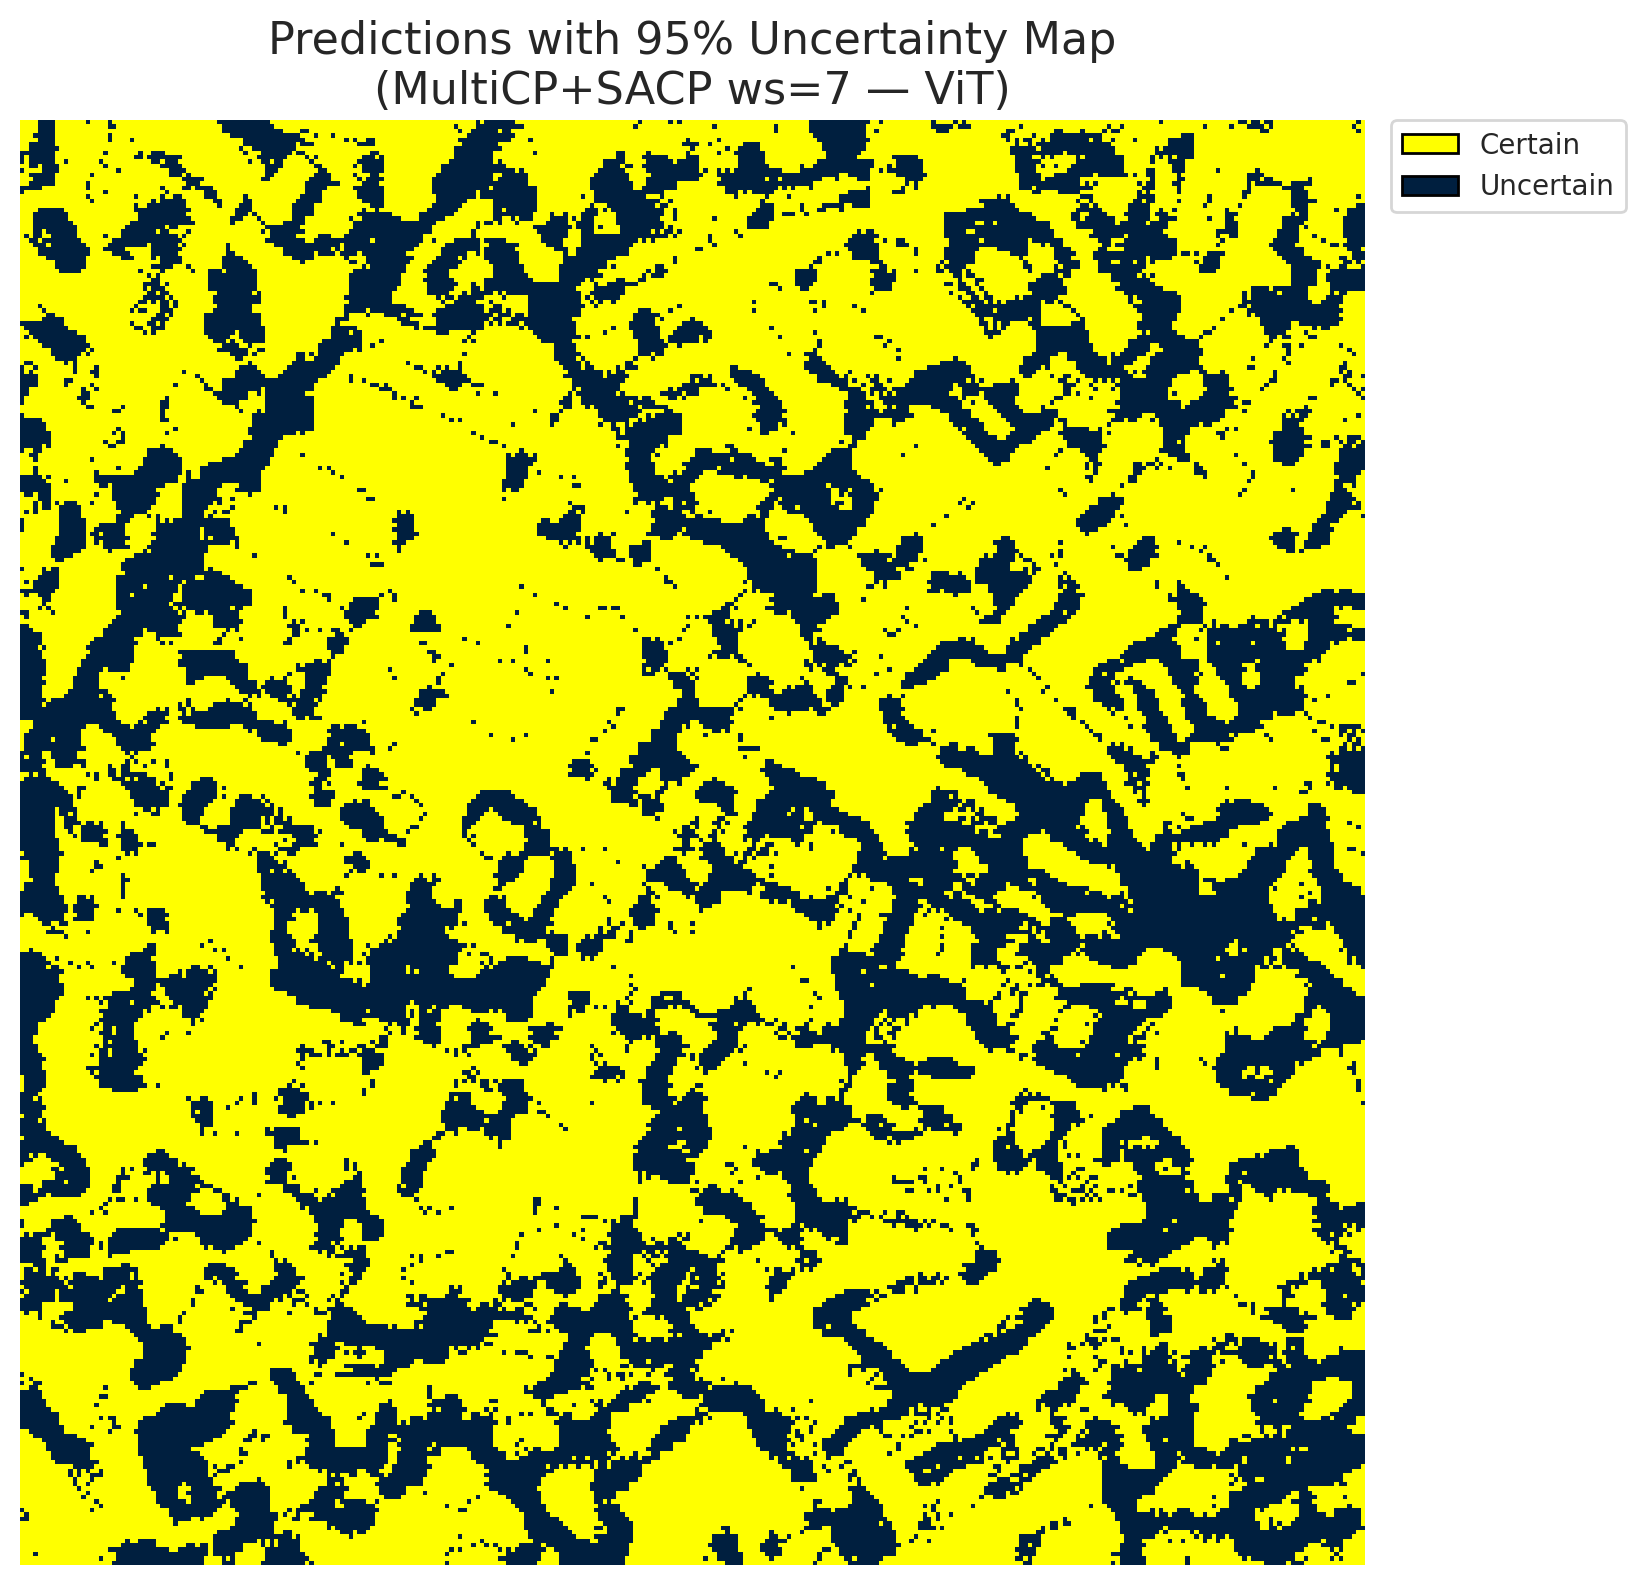 Predictions with 95% Uncertainty Map
(MultiCP+SACP ws=7 — ViT)
Certain
Uncertain